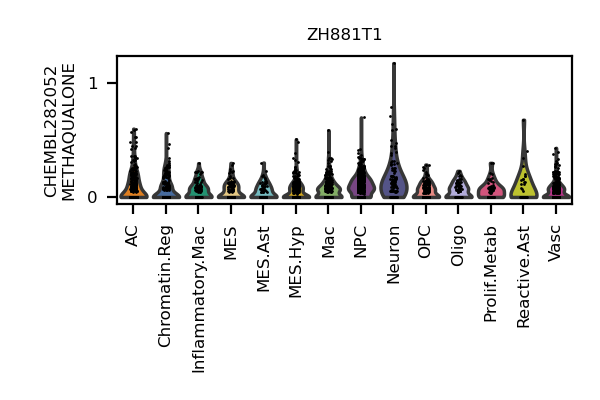 ZH881T1
CHEMBL282052
METHAQUALONE
1
0
AC
Chromatin.Reg
Inflammatory.Mac
MES
MES.Ast
MES.Hyp
Mac
NPC
Neuron
OPC
Oligo
Prolif.Metab
Reactive.Ast
Vasc